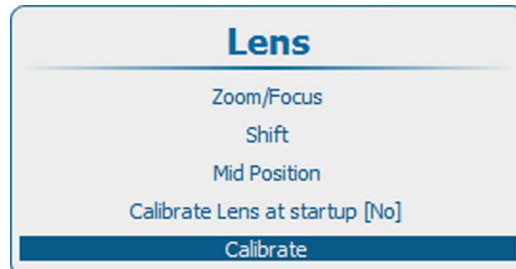 Lens
Zoom/Focus
Shift
Mid Position
Calibrate Lens at startup [No]
Calibrate